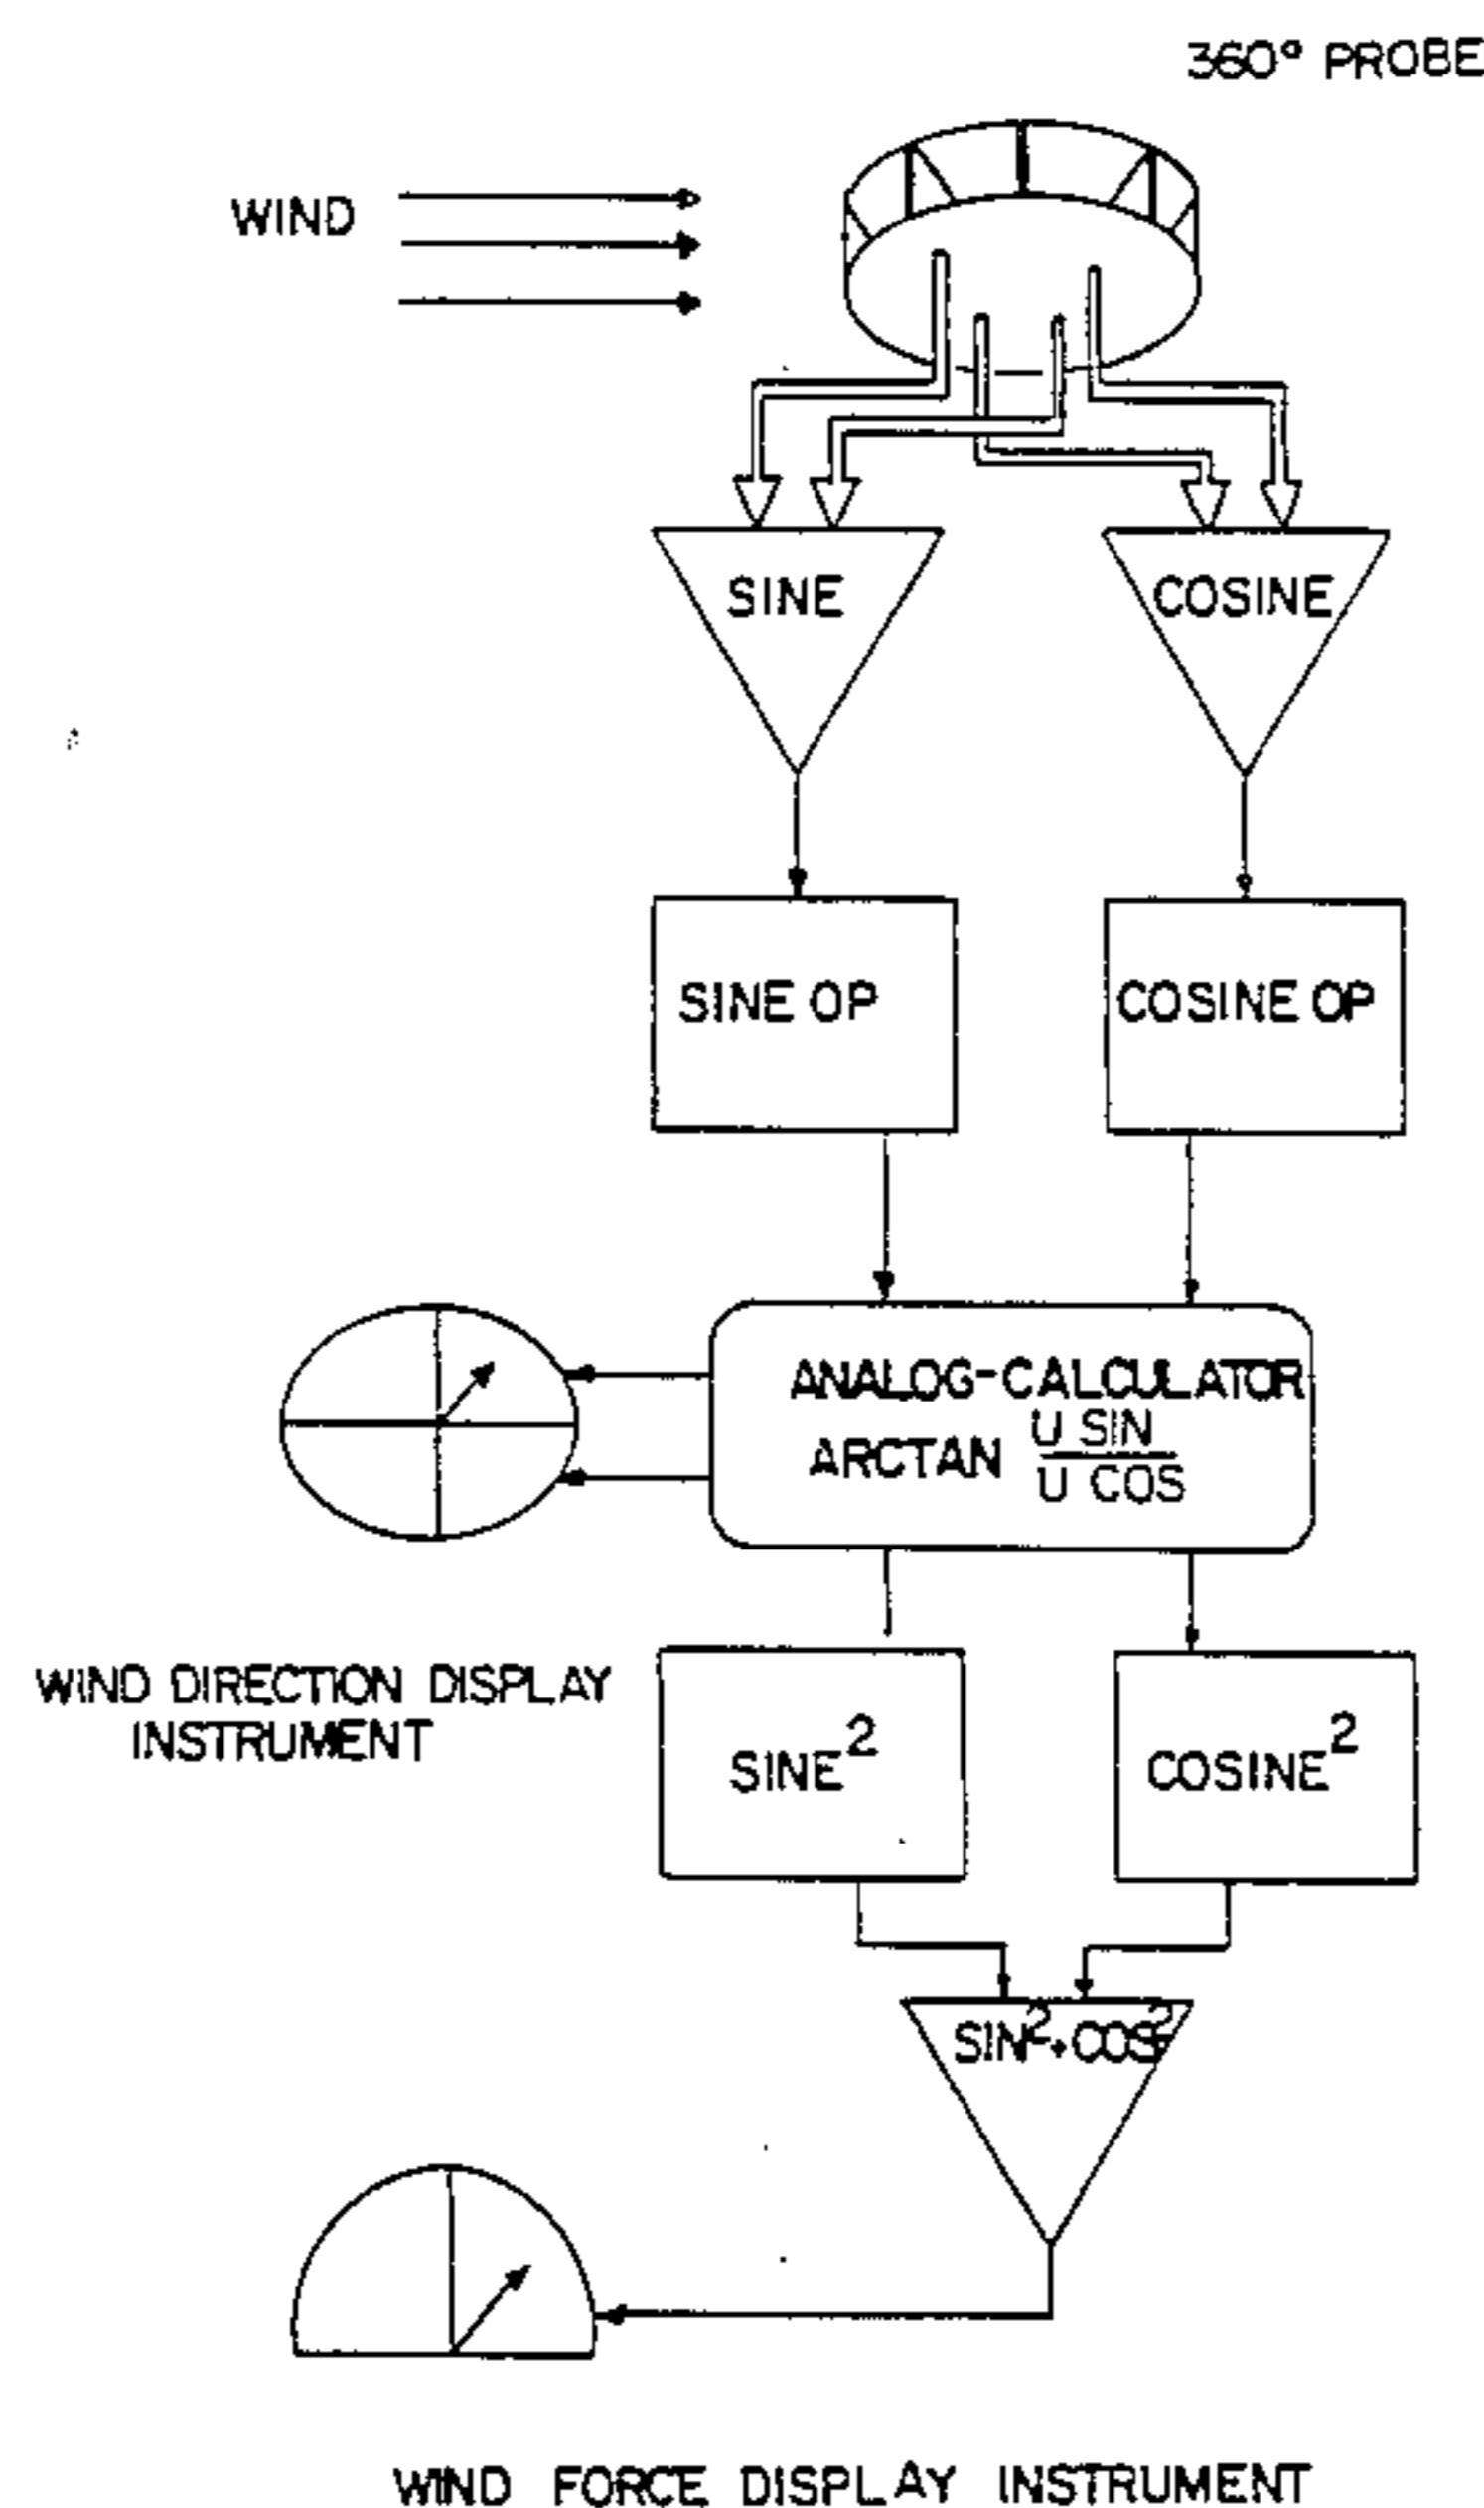 360° PROBE
WIND
SINE
COSINE
SINE OP
COSINE OP
ANALOG-CALCULATOR
ARCTAN U SIN
U COS
WIND DIRECTION DISPLAY
INSTRUMENT
SINE²
COSINE²
SIN²+COS²
WIND FORCE DISPLAY INSTRUMENT